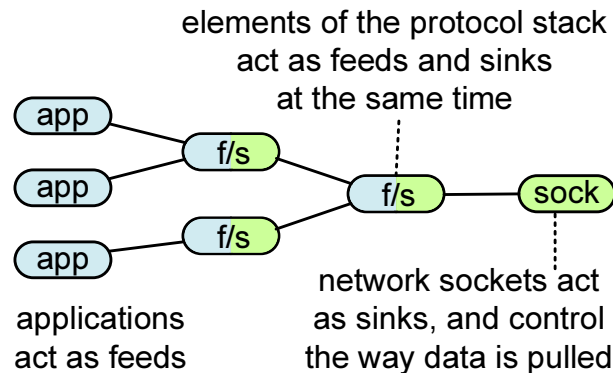 elements of the protocol stack
act as feeds and sinks
at the same time
app
f/s
app
f/s
sock
f/s
app
applications
act as feeds
network sockets act
as sinks, and control
the way data is pulled